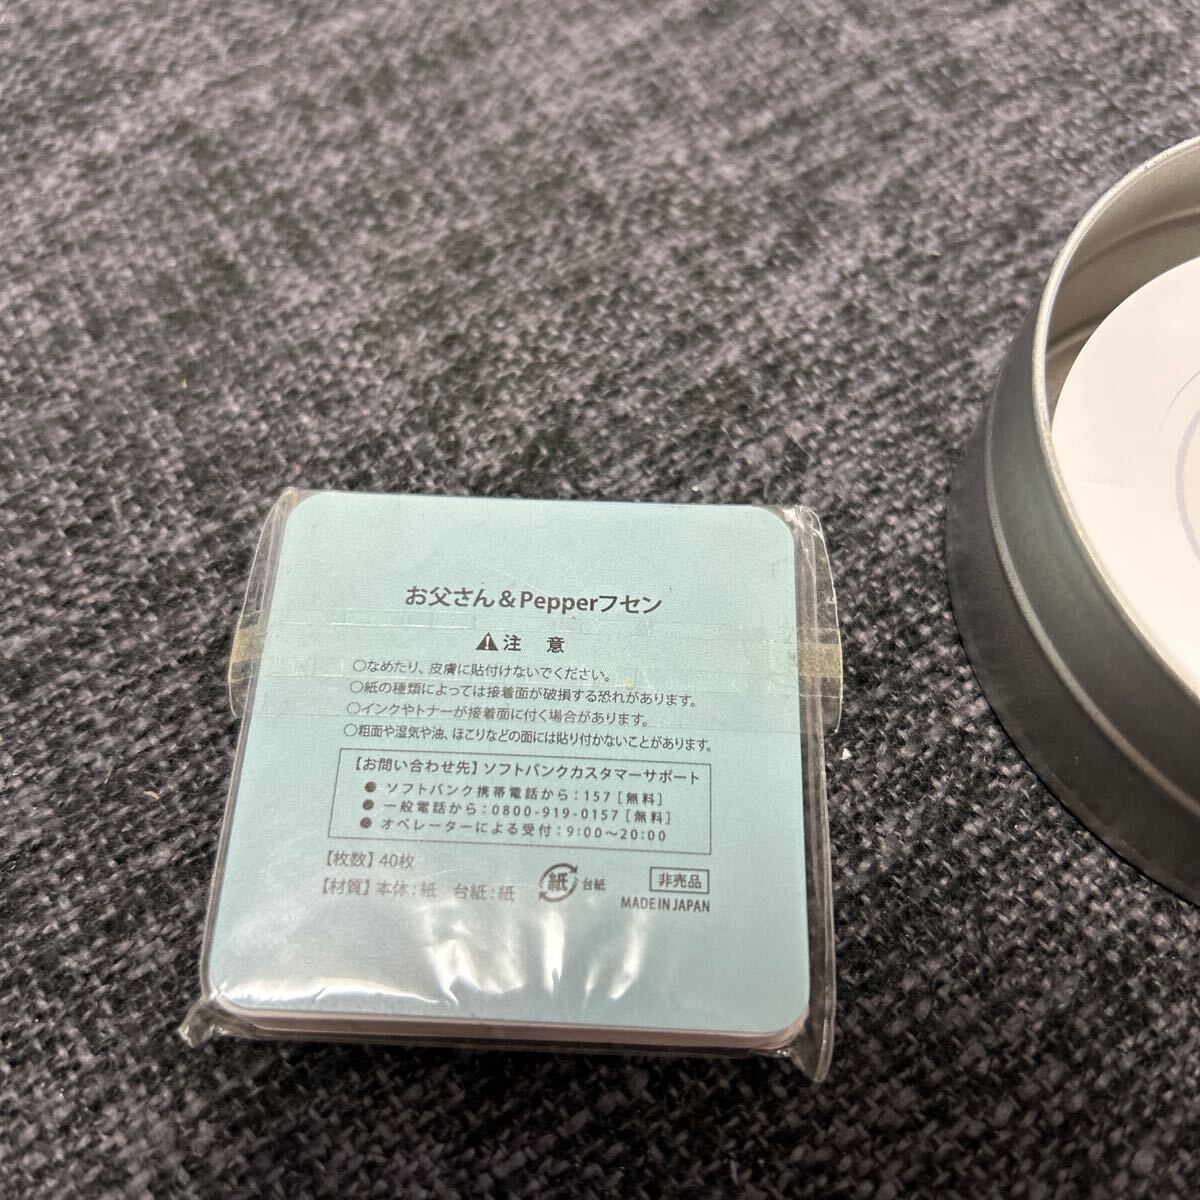 お父さん＆Pepperフセン
⚠注　意
○なめたり、皮膚に貼付けないでください。
○紙の種類によっては接着面が破損する恐れがあります。
○インクやトナーが接着面に付く場合があります。
○粗面や湿気や油、ほこりなどの面には貼り付かないことがあります。
【お問い合わせ先】ソフトバンクカスタマーサポート
● ソフトバンク携帯電話から：157［無料］
● 一般電話から：0800-919-0157［無料］
● オペレーターによる受付：9:00〜20:00
【枚数】40枚
【材質】本体：紙　台紙：紙
紙 台紙
非売品
MADE IN JAPAN